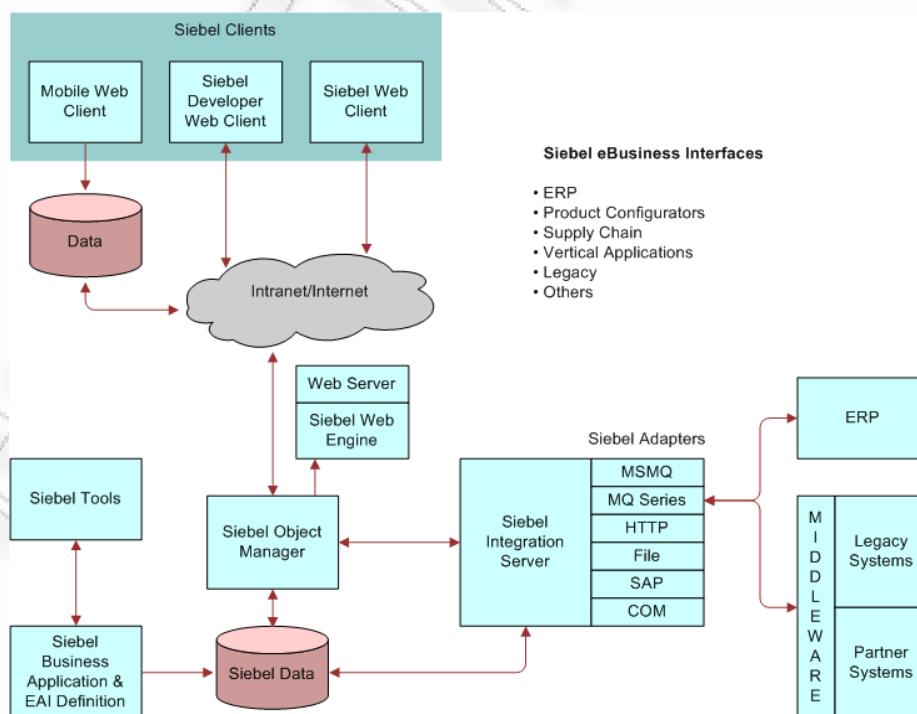 Siebel Clients
Mobile Web
Client
Siebel
Developer
Web Client
Siebel Web
Client
Siebel eBusiness Interfaces
• ERP
• Product Configurators
• Supply Chain
• Vertical Applications
• Legacy
• Others
Data
Intranet/Internet
Web Server
Siebel Web
Engine
Siebel Adapters
ERP
Siebel Tools
Siebel Object
Manager
Siebel
Integration
Server
MSMQ
MQ Series
HTTP
File
SAP
COM
M
I
D
D
L
E
W
A
R
E
Legacy
Systems
Partner
Systems
Siebel
Business
Application &
EAI Definition
Siebel Data